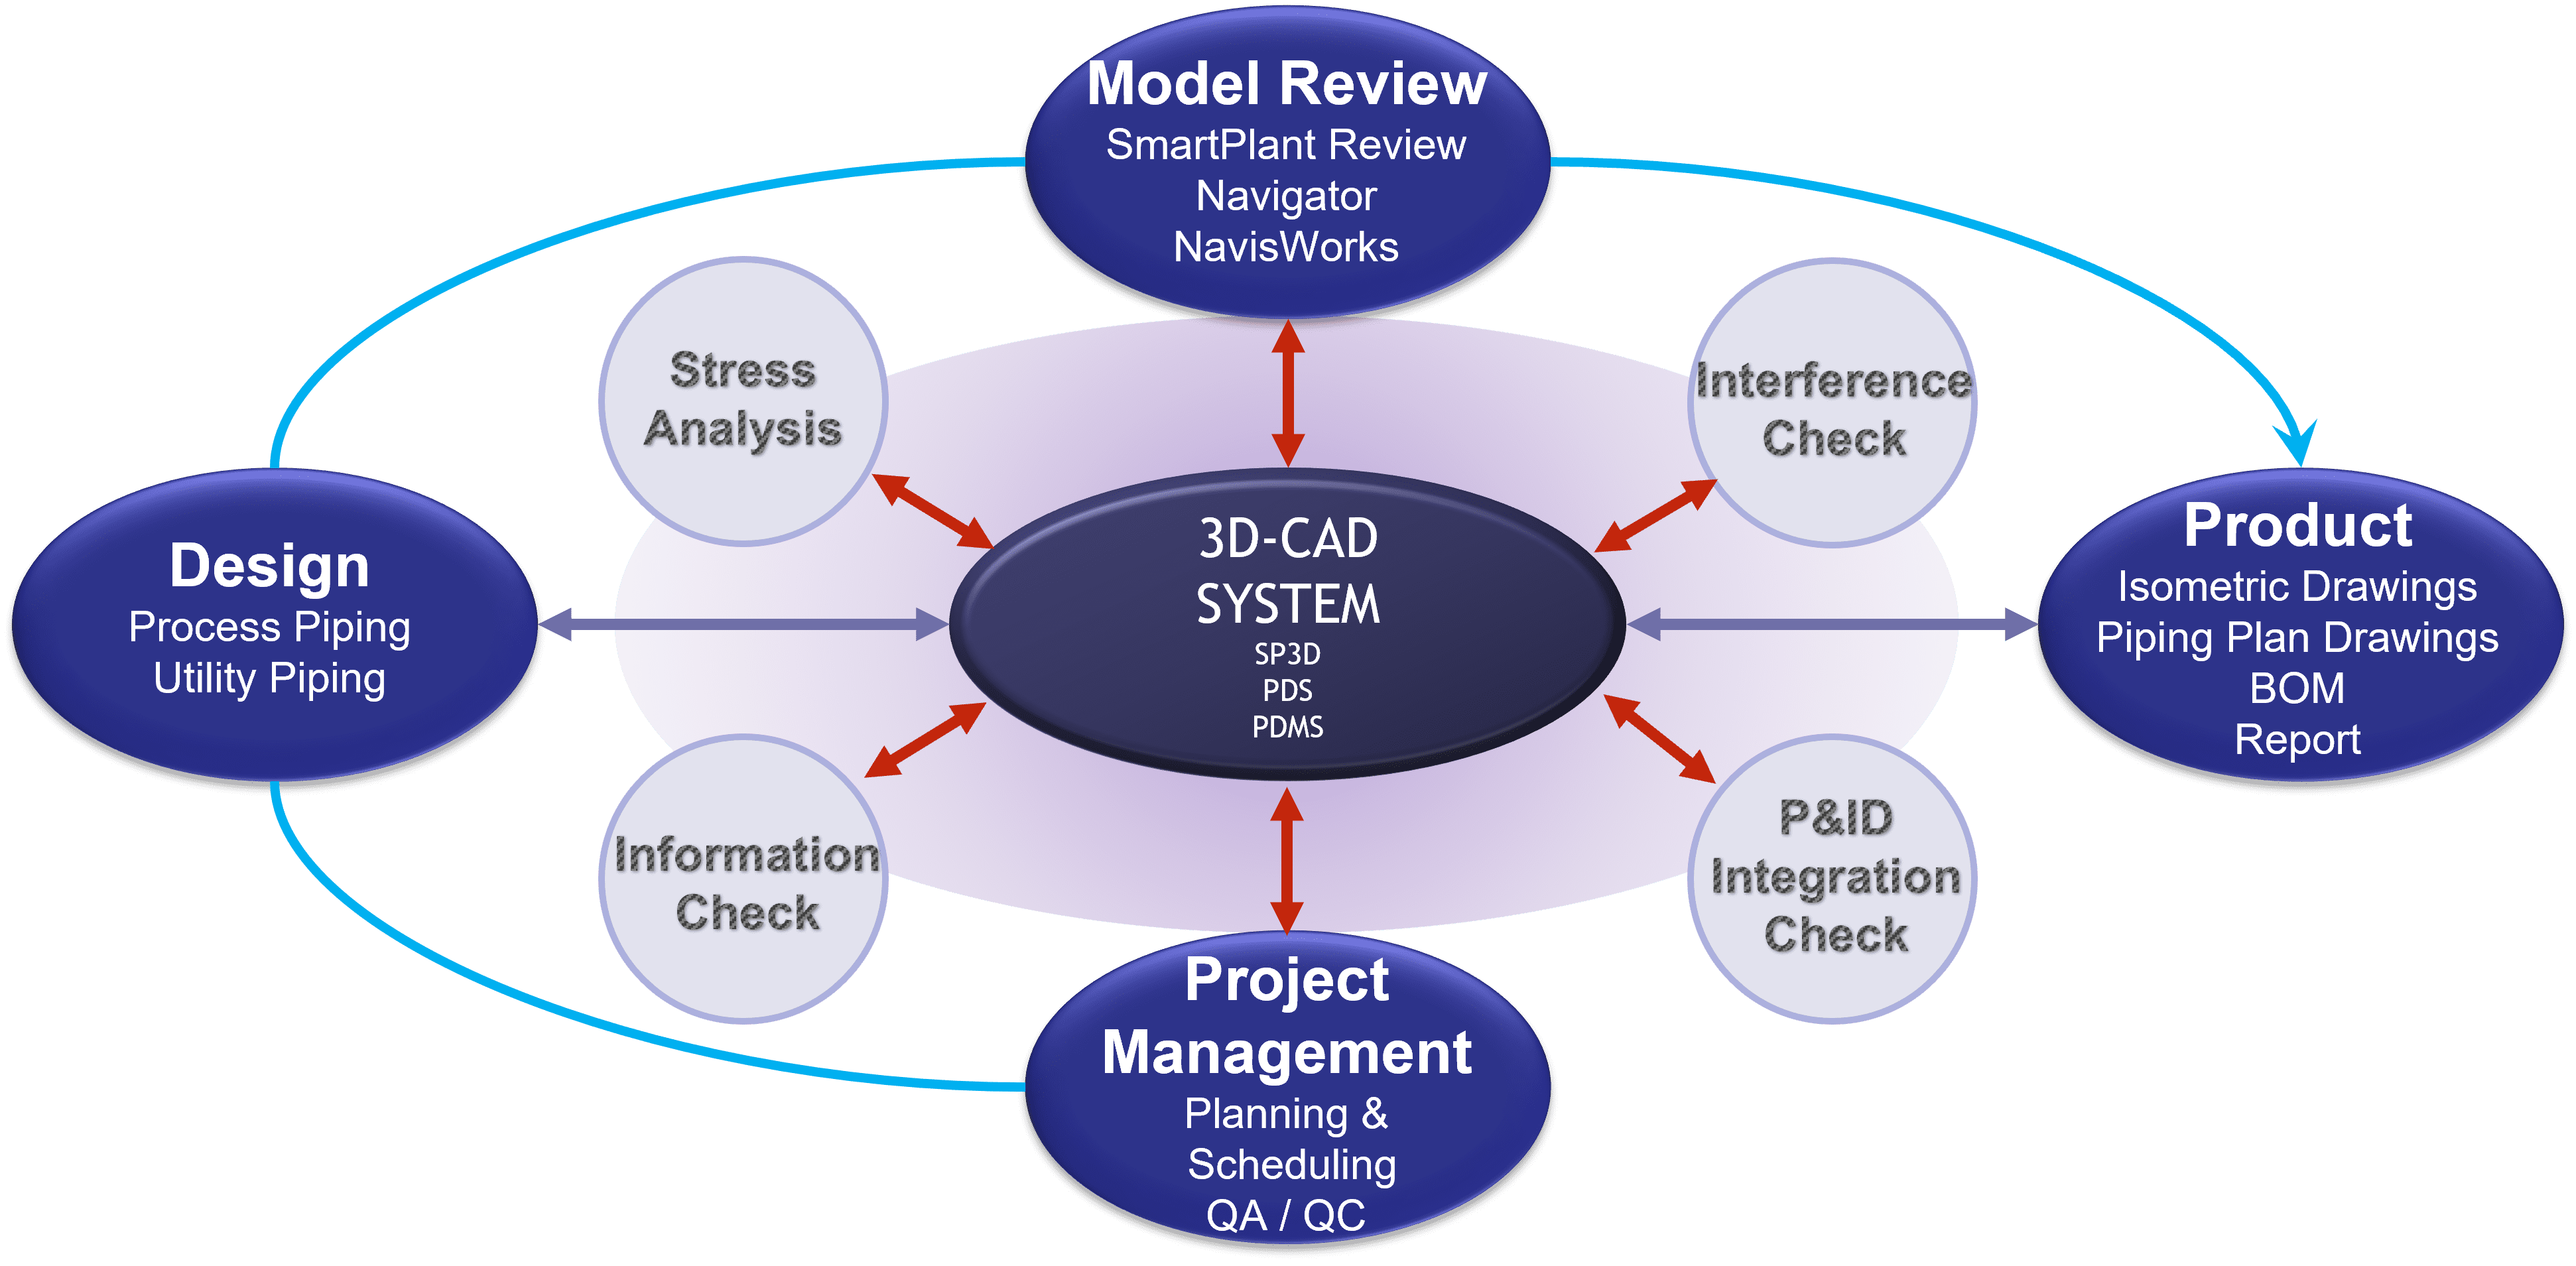 Model Review
SmartPlant Review
Navigator
NavisWorks
Stress
Analysis
Interference
Check
Design
Process Piping
Utility Piping
3D-CAD
SYSTEM
SP3D
PDS
PDMS
Product
Isometric Drawings
Piping Plan Drawings
BOM
Report
Information
Check
P&ID
Integration
Check
Project
Management
Planning &
Scheduling
QA / QC